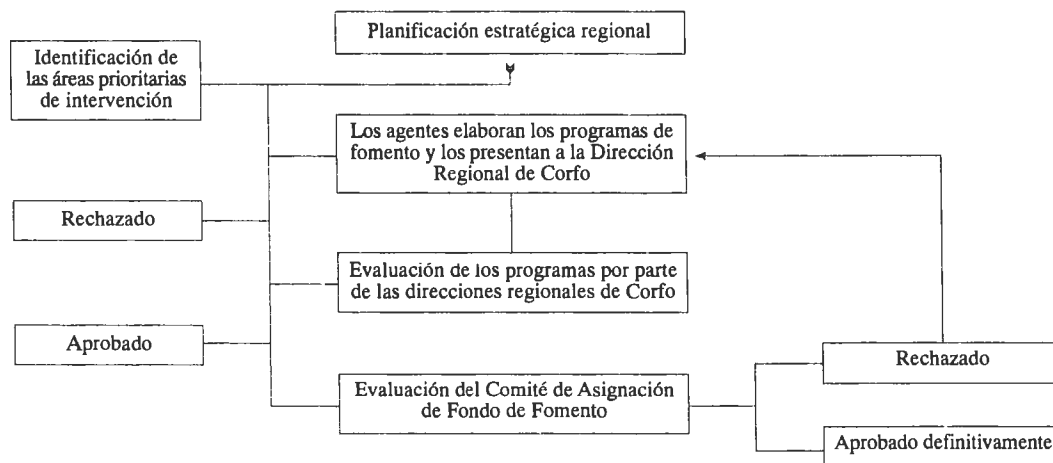 Planificación estratégica regional
Identificación de
las áreas prioritarias
de intervención
Los agentes elaboran los programas de
fomento y los presentan a la Dirección
Regional de Corfo
Rechazado
Evaluación de los programas por parte
de las direcciones regionales de Corfo
Aprobado
Rechazado
Evaluación del Comité de Asignación
de Fondo de Fomento
Aprobado definitivamente